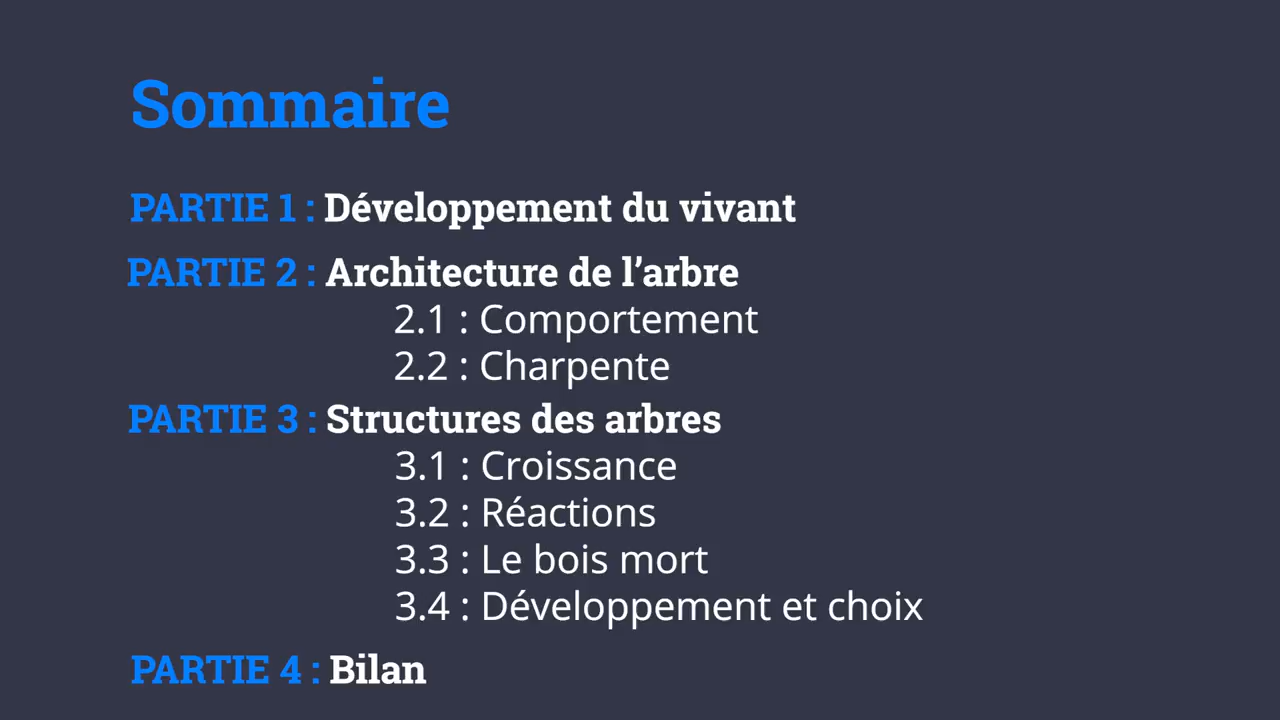 Sommaire
PARTIE 1 : Développement du vivant
PARTIE 2 : Architecture de l’arbre
2.1 : Comportement
2.2 : Charpente
PARTIE 3 : Structures des arbres
3.1 : Croissance
3.2 : Réactions
3.3 : Le bois mort
3.4 : Développement et choix
PARTIE 4 : Bilan